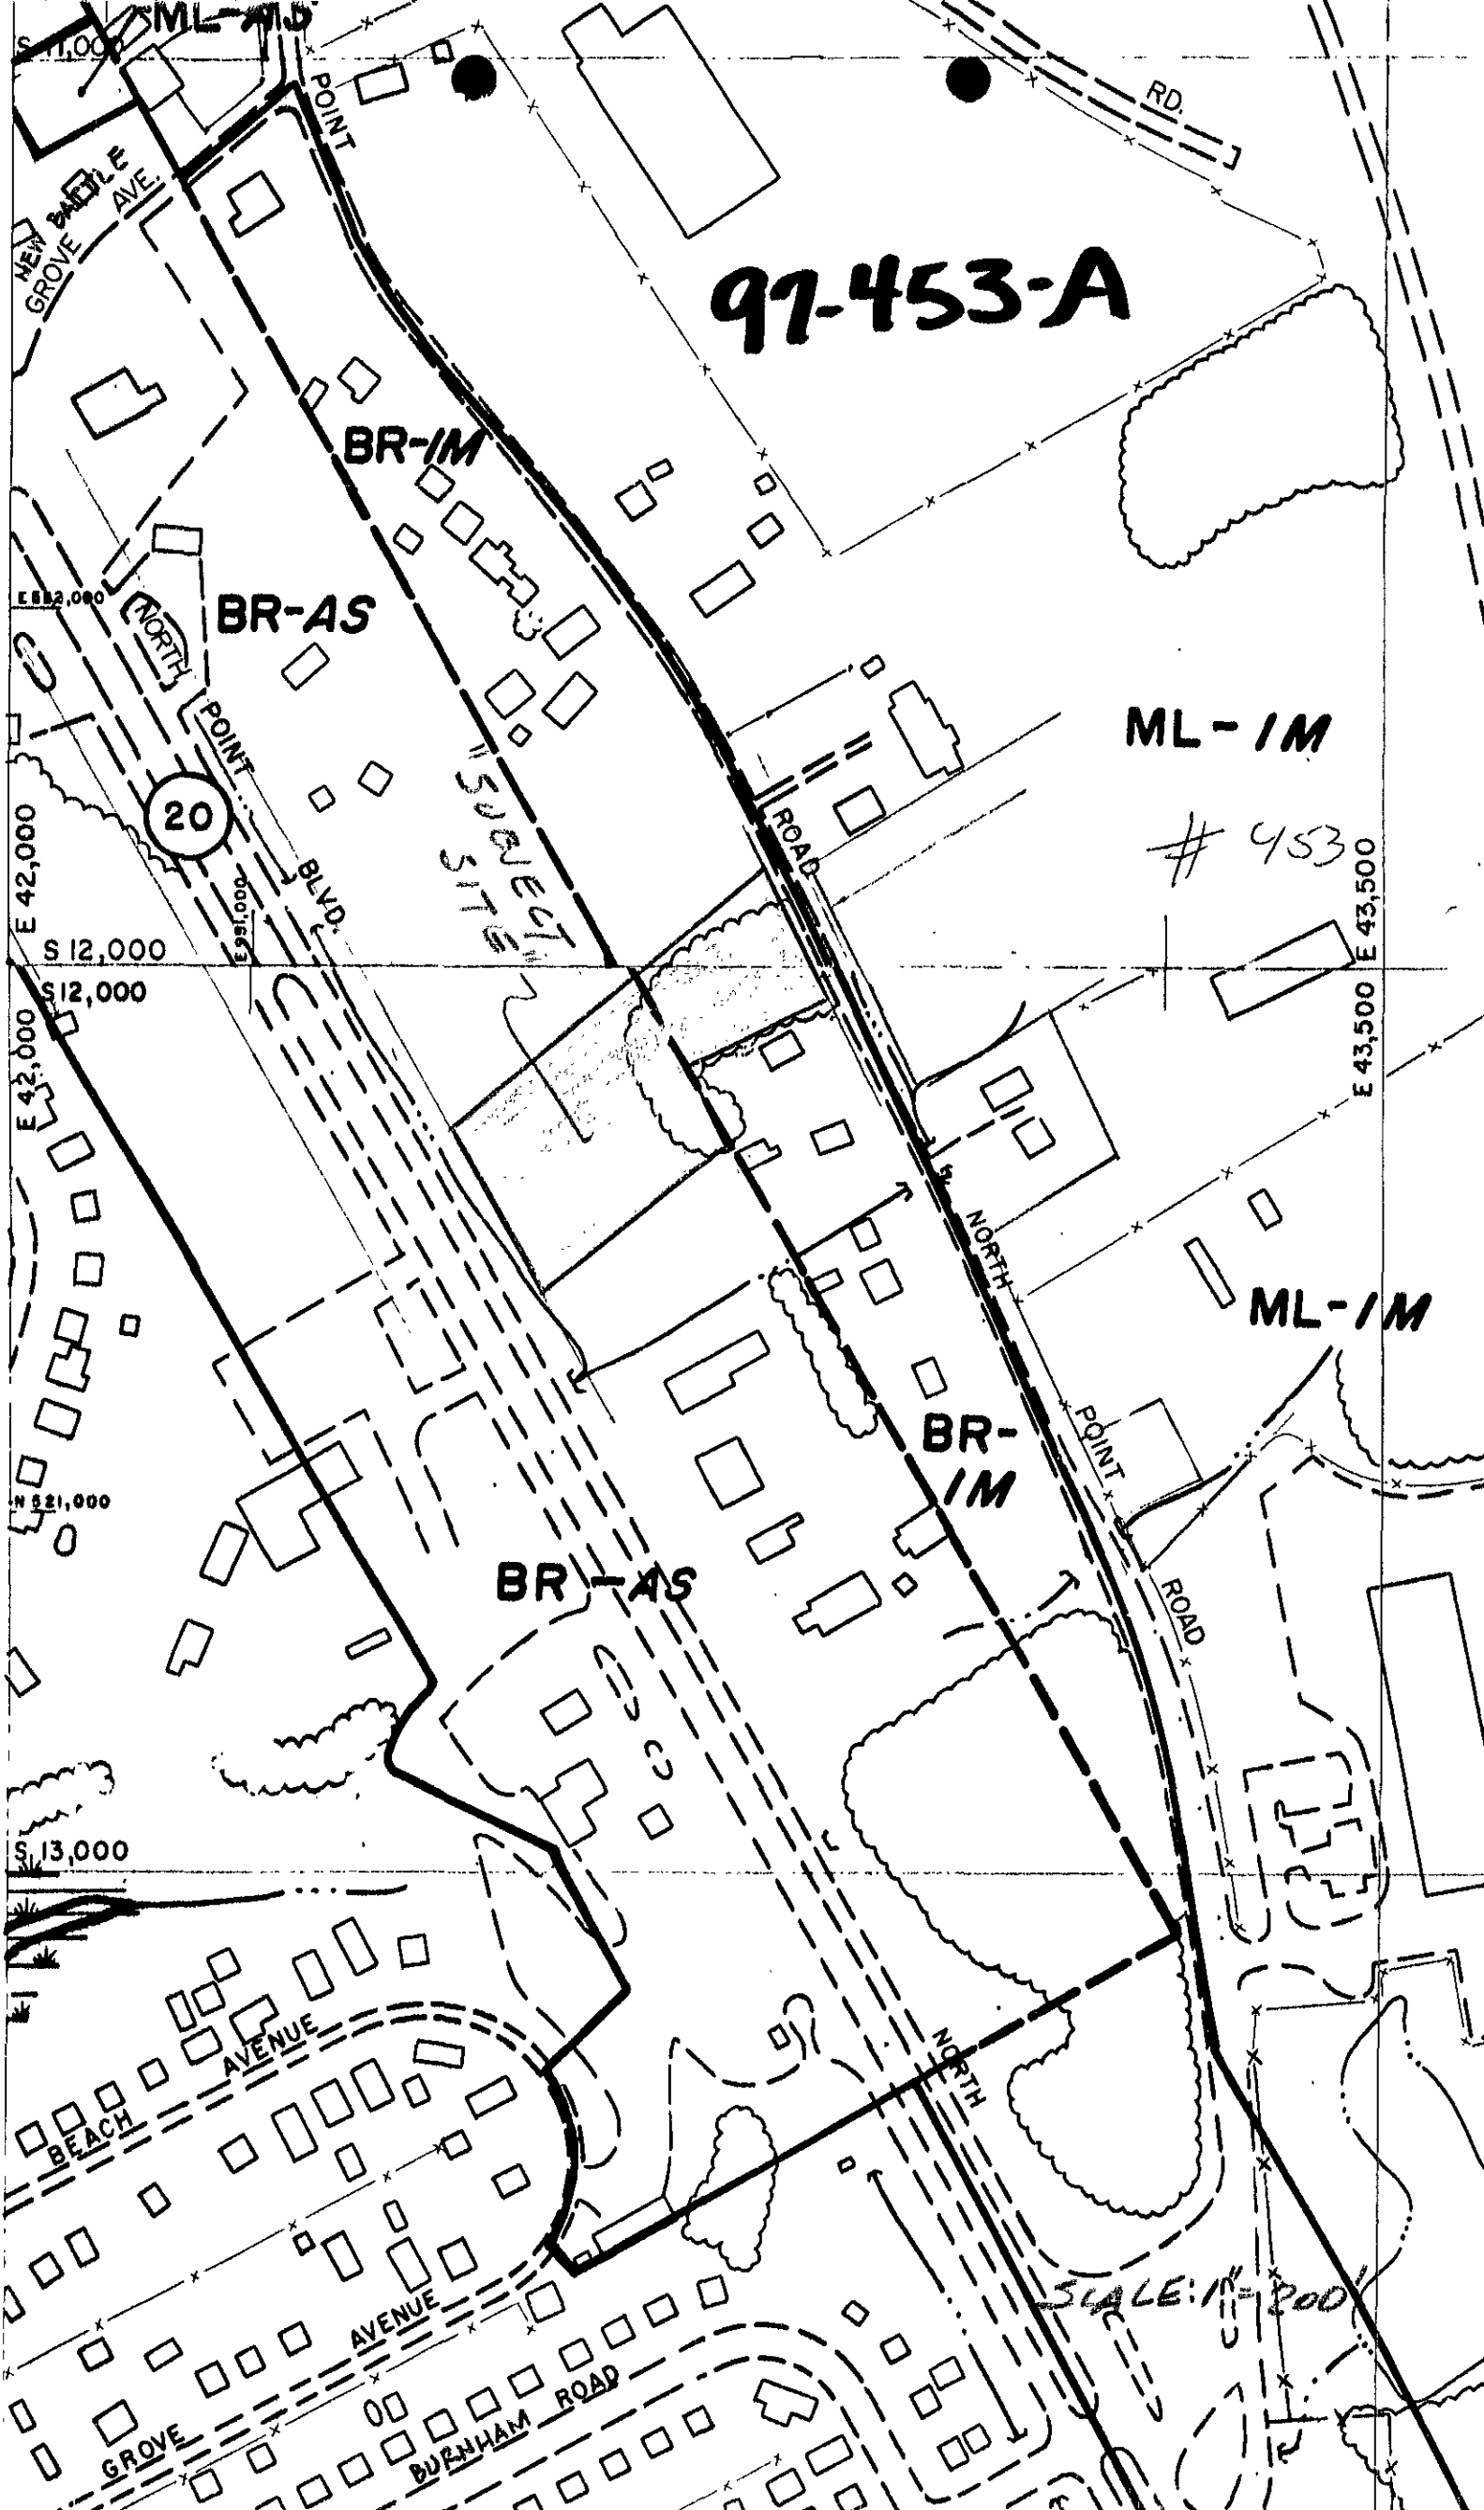 ML-AS
S 11,000
POINT
RD.
NEW BATTLE
GROVE AVE.
97-453-A
BR-IM
E 882,000
NORTH
BR-AS
POINT
ML-IM
"SUBJECT
SITE"
20
ROAD
# 453
BLVD.
E 42,000
E 991,000
E 43,500
S 12,000
S 12,000
E 42,000
E 43,500
NORTH
ML-IM
POINT
BR-
IM
N 521,000
BR-AS
ROAD
S 13,000
AVENUE
NORTH
BEACH
SCALE: 1"=200'
AVENUE
ROAD
GROVE
BURNHAM